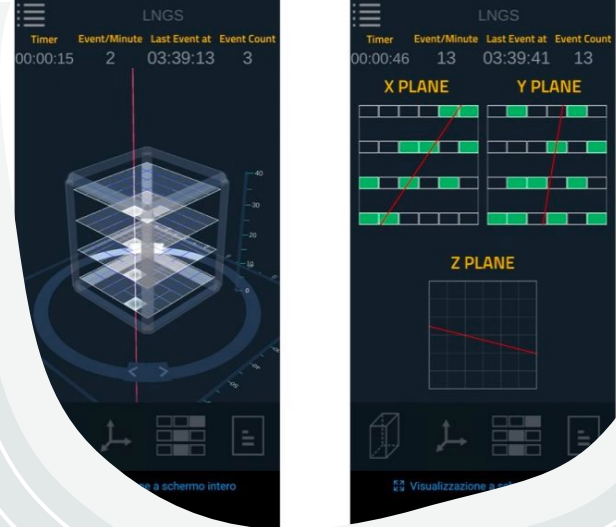 LNGS
Timer Event/Minute Last Event at Event Count
00:00:15 2 03:39:13 3
40
30
20
10
0
a schermo intero
LNGS
Timer Event/Minute Last Event at Event Count
00:00:46 13 03:39:41 13
X PLANE Y PLANE
Z PLANE
Visualizzazione a